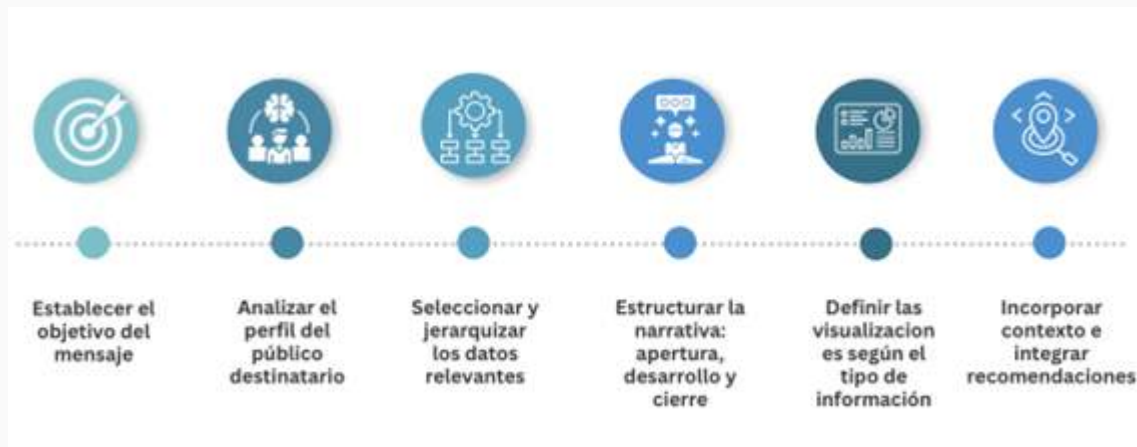 Establecer el
objetivo del
mensaje
Analizar el
perfil del
público
destinatario
Seleccionar y
jerarquizar
los datos
relevantes
Estructurar la
narrativa:
apertura,
desarrollo y
cierre
Definir las
visualizacion
es según el
tipo de
información
Incorporar
contexto e
integrar
recomendaciones